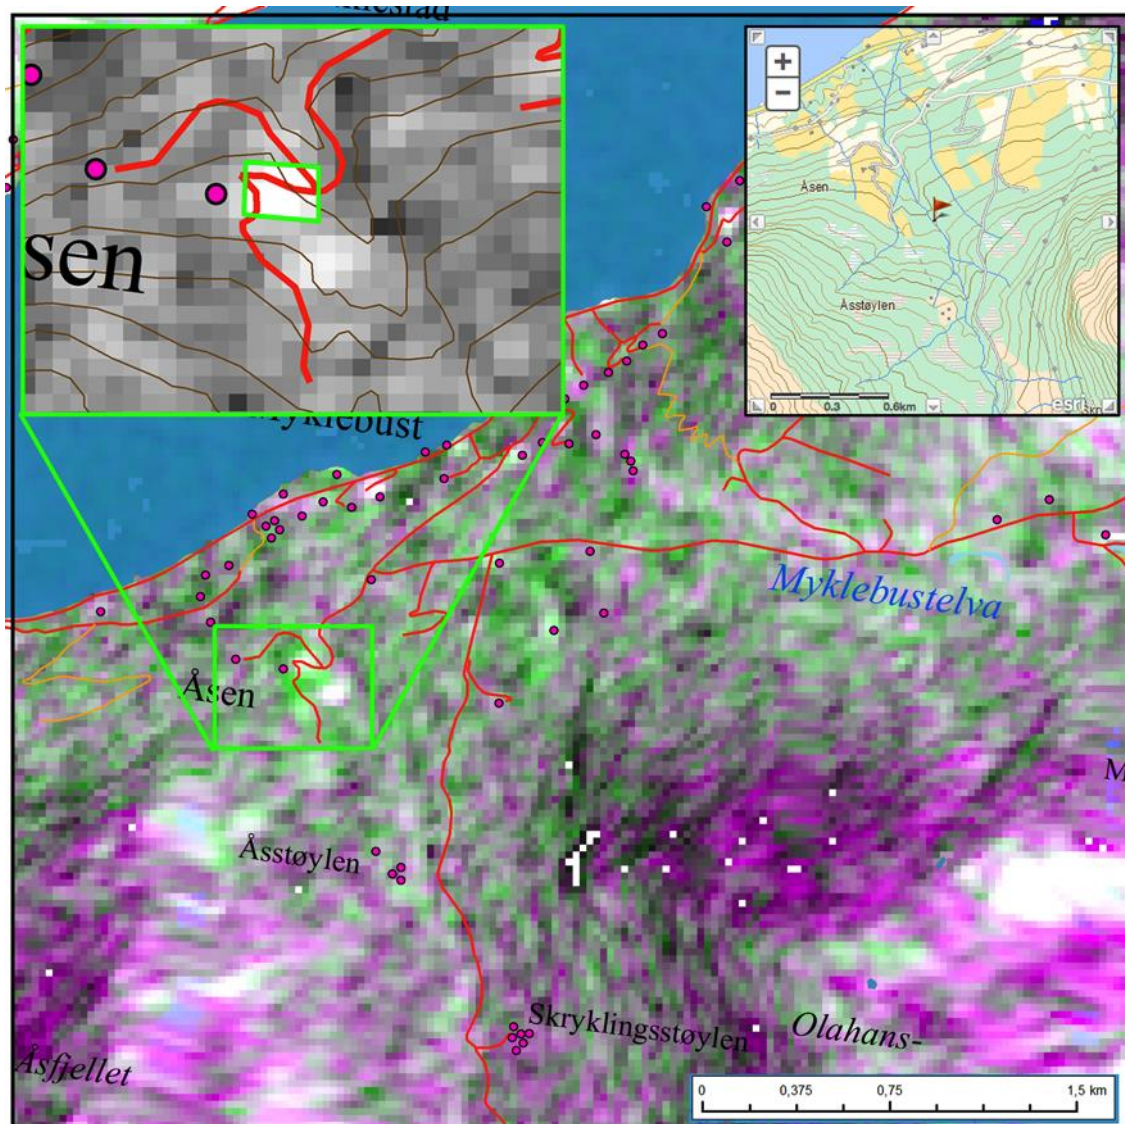 sen
+
−
Åsen
Åsstøylen
0 0.3 0.6km
esri
yklebust
Myklebustelva
Åsen
M
Åsstøylen
Skryklingsstøylen
Olahans-
Åsfjellet
0 0,375 0,75 1,5 km